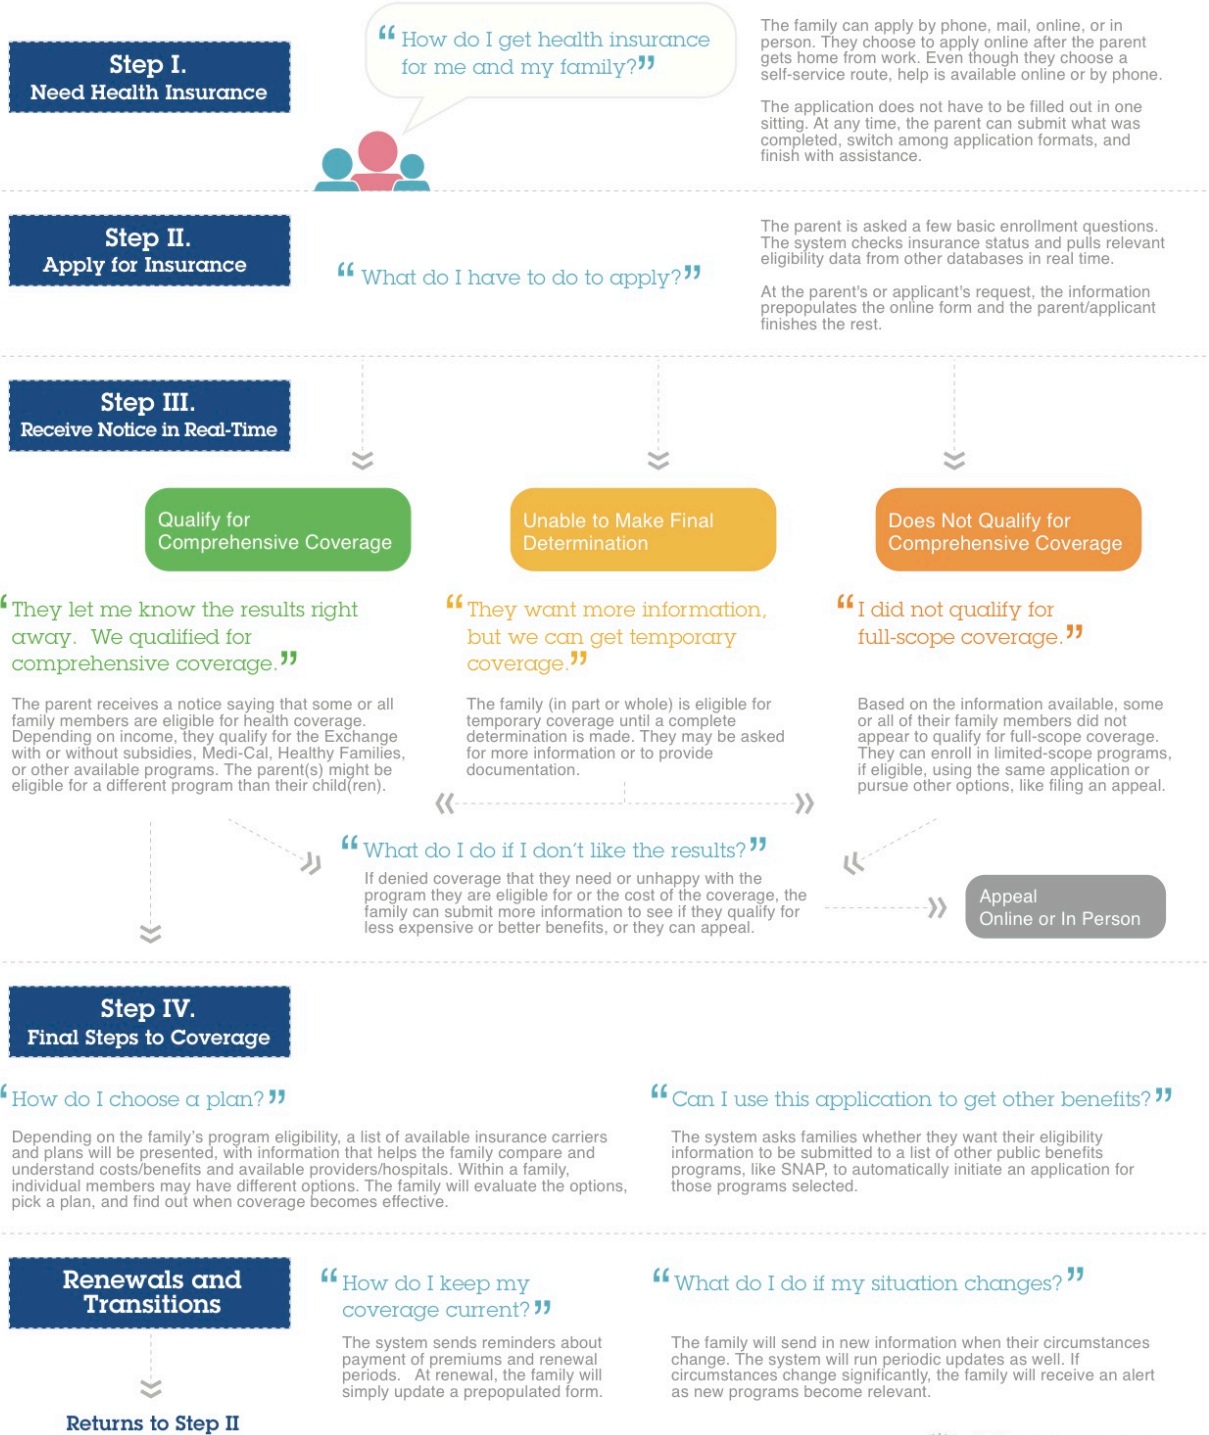 Step I.
Need Health Insurance
“ How do I get health insurance
for me and my family?”
The family can apply by phone, mail, online, or in
person. They choose to apply online after the parent
gets home from work. Even though they choose a
self-service route, help is available online or by phone.
The application does not have to be filled out in one
sitting. At any time, the parent can submit what was
completed, switch among application formats, and
finish with assistance.
Step II.
Apply for Insurance
“ What do I have to do to apply?”
The parent is asked a few basic enrollment questions.
The system checks insurance status and pulls relevant
eligibility data from other databases in real time.
At the parent's or applicant's request, the information
prepopulates the online form and the parent/applicant
finishes the rest.
Step III.
Receive Notice in Real-Time
Qualify for
Comprehensive Coverage
“They let me know the results right
away. We qualified for
comprehensive coverage.”
The parent receives a notice saying that some or all
family members are eligible for health coverage.
Depending on income, they qualify for the Exchange
with or without subsidies, Medi-Cal, Healthy Families,
or other available programs. The parent(s) might be
eligible for a different program than their child(ren).
Unable to Make Final
Determination
“They want more information,
but we can get temporary
coverage.”
The family (in part or whole) is eligible for
temporary coverage until a complete
determination is made. They may be asked
for more information or to provide
documentation.
Does Not Qualify for
Comprehensive Coverage
“I did not qualify for
full-scope coverage.”
Based on the information available, some
or all of their family members did not
appear to qualify for full-scope coverage.
They can enroll in limited-scope programs,
if eligible, using the same application or
pursue other options, like filing an appeal.
“What do I do if I don’t like the results?”
If denied coverage that they need or unhappy with the
program they are eligible for or the cost of the coverage, the
family can submit more information to see if they qualify for
less expensive or better benefits, or they can appeal.
Appeal
Online or In Person
Step IV.
Final Steps to Coverage
“How do I choose a plan?”
Depending on the family’s program eligibility, a list of available insurance carriers
and plans will be presented, with information that helps the family compare and
understand costs/benefits and available providers/hospitals. Within a family,
individual members may have different options. The family will evaluate the options,
pick a plan, and find out when coverage becomes effective.
“Can I use this application to get other benefits?”
The system asks families whether they want their eligibility
information to be submitted to a list of other public benefits
programs, like SNAP, to automatically initiate an application for
those programs selected.
Renewals and
Transitions
Returns to Step II
“How do I keep my
coverage current?”
The system sends reminders about
payment of premiums and renewal
periods. At renewal, the family will
simply update a prepopulated form.
“What do I do if my situation changes?”
The family will send in new information when their circumstances
change. The system will run periodic updates as well. If
circumstances change significantly, the family will receive an alert
as new programs become relevant.